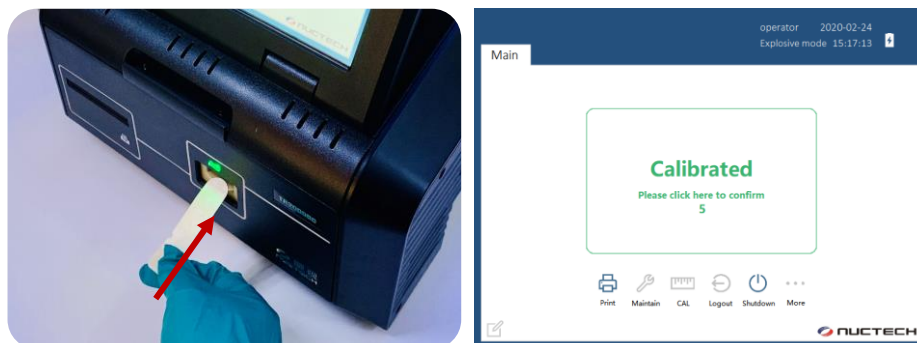 NUCTECH
operator 2020-02-24
Explosive mode 15:17:13
Main
Calibrated
Please click here to confirm
5
Print Maintain CAL Logout Shutdown More
NUCTECH